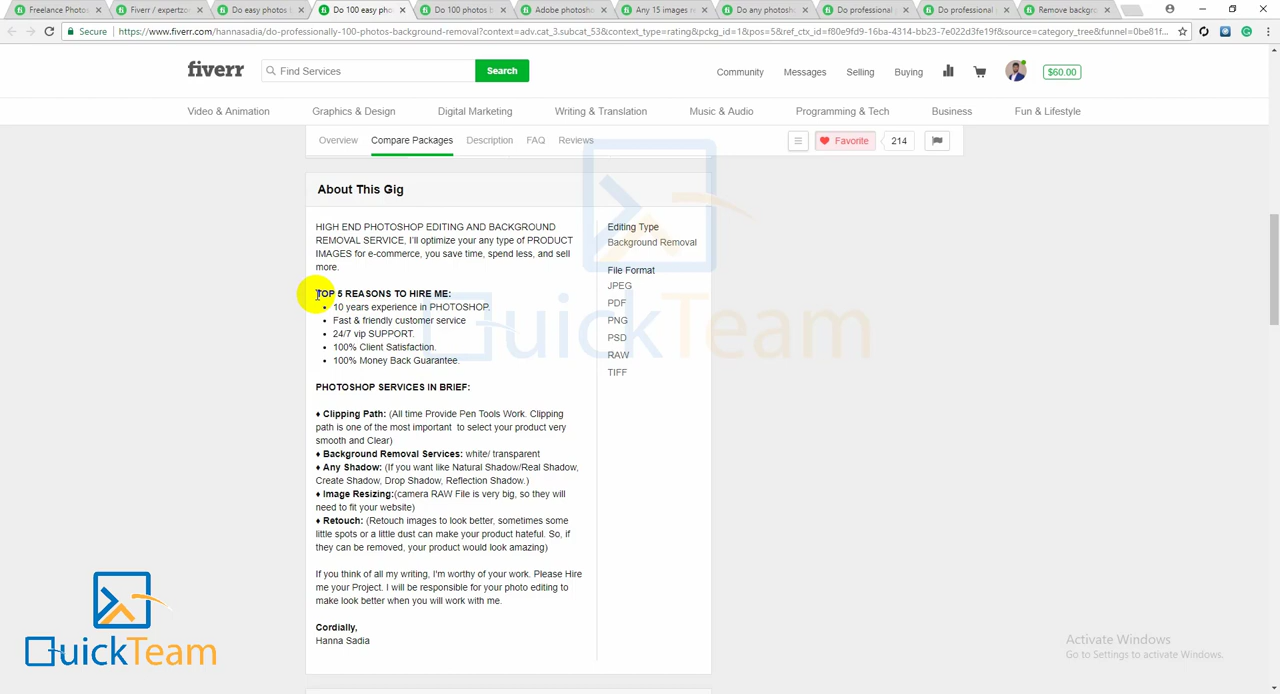 Freelance Photos
Fiverr / expertzo
Do easy photos b
Do 100 easy pho
Do 100 photos b
Adobe photosho
Any 15 images re
Do any photosh
Do professional
Do professional
Remove backgro
Secure
https://www.fiverr.com/hannasadia/do-professionally-100-photos-background-removal?context=adv.cat_3.subcat_53&context_type=rating&pckg_id=1&pos=5&ref_ctx_id=f80e9fd9-16ba-4314-bb23-7e022d3fe19f&source=category_tree&funnel=0be81f...
fiverr
Find Services
Search
Community
Messages
Selling
Buying
$60.00
Video & Animation
Graphics & Design
Digital Marketing
Writing & Translation
Music & Audio
Programming & Tech
Business
Fun & Lifestyle
Overview
Compare Packages
Description
FAQ
Reviews
Favorite
214
About This Gig
HIGH END PHOTOSHOP EDITING AND BACKGROUND
REMOVAL SERVICE, I'll optimize your any type of PRODUCT
IMAGES for e-commerce, you save time, spend less, and sell
more.
TOP 5 REASONS TO HIRE ME:
• 10 years experience in PHOTOSHOP.
• Fast & friendly customer service
• 24/7 vip SUPPORT.
• 100% Client Satisfaction.
• 100% Money Back Guarantee.
PHOTOSHOP SERVICES IN BRIEF:
♦ Clipping Path: (All time Provide Pen Tools Work. Clipping
path is one of the most important  to select your product very
smooth and Clear)
♦ Background Removal Services: white/ transparent
♦ Any Shadow: (If you want like Natural Shadow/Real Shadow,
Create Shadow, Drop Shadow, Reflection Shadow.)
♦ Image Resizing:(camera RAW File is very big, so they will
need to fit your website)
♦ Retouch: (Retouch images to look better, sometimes some
little spots or a little dust can make your product hateful. So, if
they can be removed, your product would look amazing)
If you think of all my writing, I'm worthy of your work. Please Hire
me your Project. I will be responsible for your photo editing to
make look better when you will work with me.
Cordially,
Hanna Sadia
Editing Type
Background Removal
File Format
JPEG
PDF
PNG
PSD
RAW
TIFF
QuickTeam
QuickTeam
Activate Windows
Go to Settings to activate Windows.